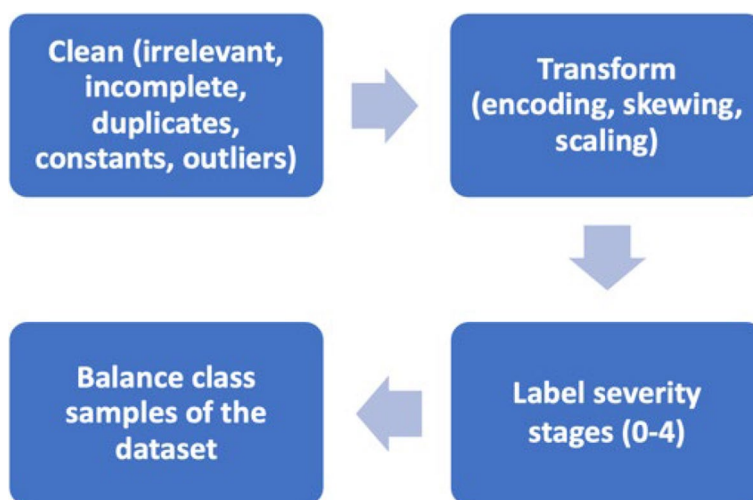 Clean (irrelevant,
incomplete,
duplicates,
constants, outliers)
Transform
(encoding, skewing,
scaling)
Label severity
stages (0-4)
Balance class
samples of the
dataset